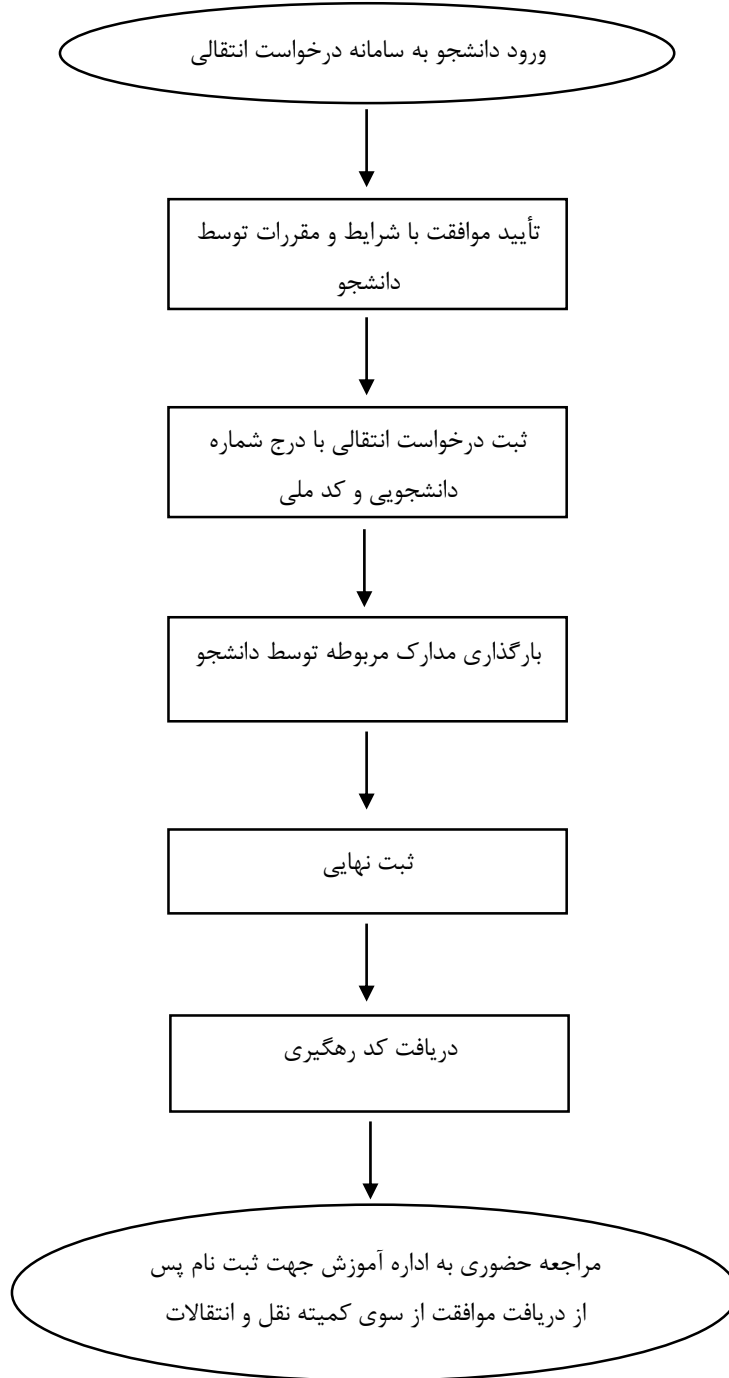 ورود دانشجو به سامانه درخواست انتقالی
تأیید موافقت با شرایط و مقررات توسط
دانشجو
ثبت درخواست انتقالی با درج شماره
دانشجویی و کد ملی
بارگذاری مدارک مربوطه توسط دانشجو
ثبت نهایی
دریافت کد رهگیری
مراجعه حضوری به اداره آموزش جهت ثبت نام پس
از دریافت موافقت از سوی کمیته نقل و انتقالات